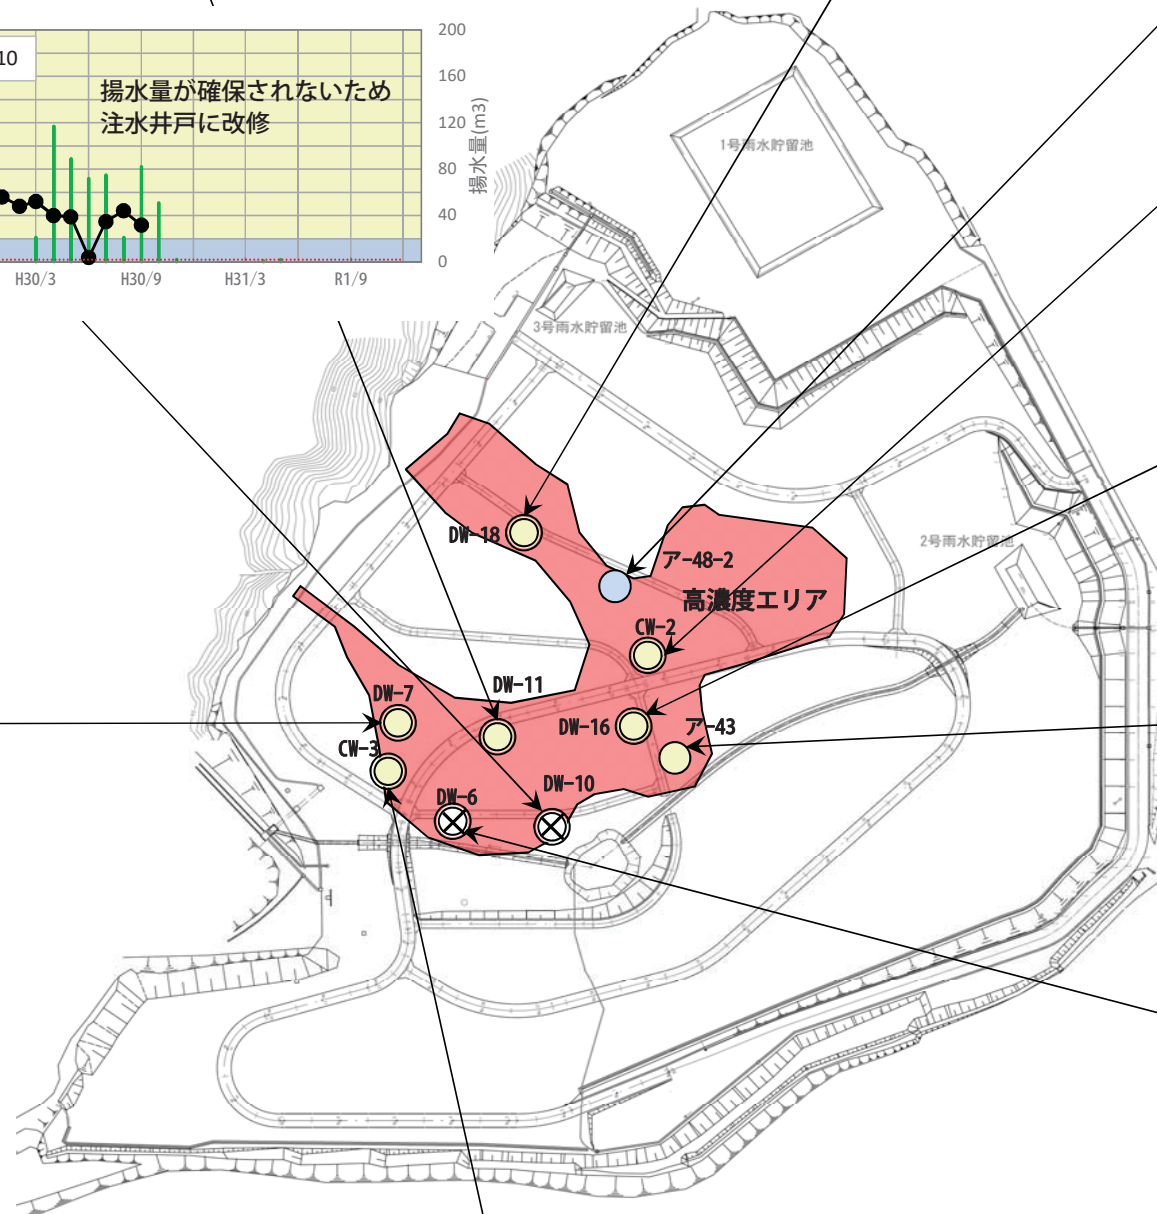 10
揚水量が確保されないため
注水井戸に改修
200
160
120
80
40
0
揚水量(m3)
H30/3
H30/9
H31/3
R1/9
1号雨水貯留池
3号雨水貯留池
2号雨水貯留池
DW-18
ア-48-2
高濃度エリア
CW-2
DW-11
DW-7
DW-16
ア-43
CW-3
DW-10
DW-6